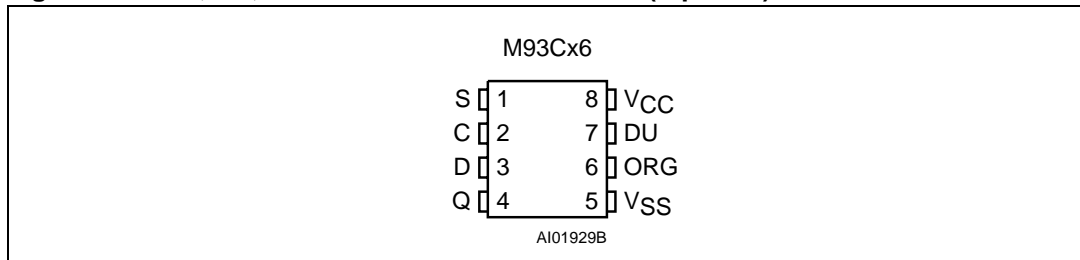 M93Cx6
S 1 8 VCC
C 2 7 DU
D 3 6 ORG
Q 4 5 VSS
AI01929B